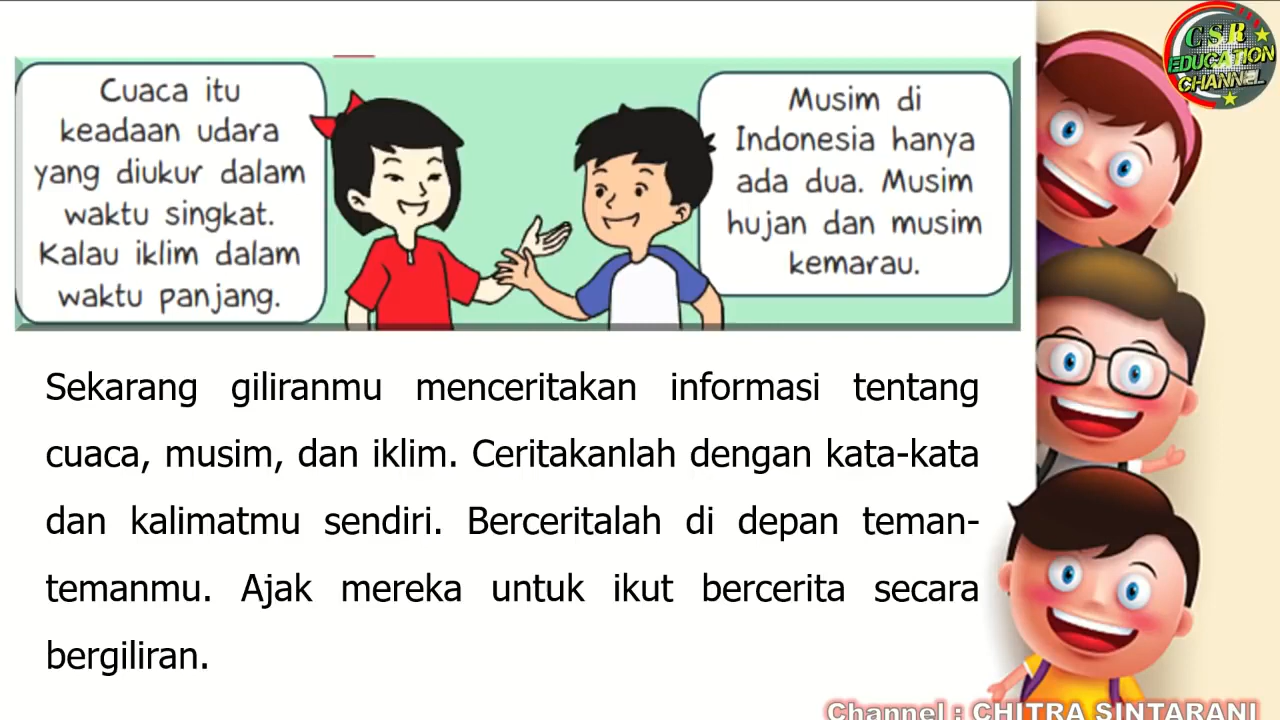 CSR
EDUCATION
CHANNEL
Cuaca itu
keadaan udara
yang diukur dalam
waktu singkat.
Kalau iklim dalam
waktu panjang.
Musim di
Indonesia hanya
ada dua. Musim
hujan dan musim
kemarau.
Sekarang giliranmu menceritakan informasi tentang
cuaca, musim, dan iklim. Ceritakanlah dengan kata-kata
dan kalimatmu sendiri. Berceritalah di depan teman-
temanmu. Ajak mereka untuk ikut bercerita secara
bergiliran.
Channel : CHITRA SINTARANI